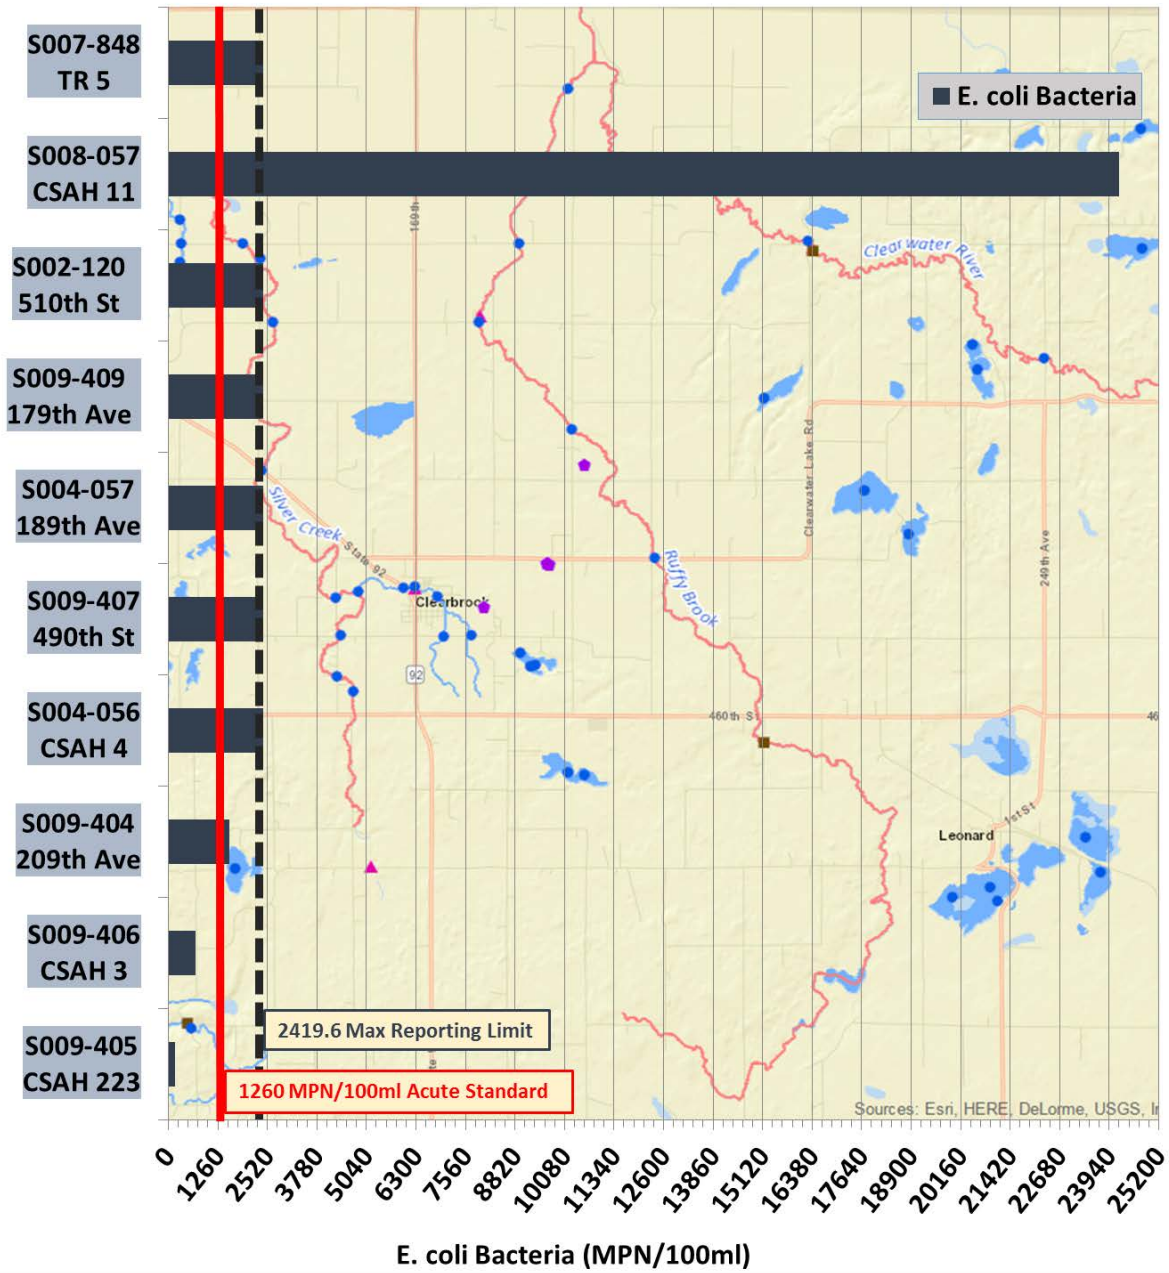 S007-848
TR 5
E. coli Bacteria
S008-057
CSAH 11
169th
Clearwater River
S002-120
510th St
S009-409
179th Ave
Clearwater Lake Rd
S004-057
189th Ave
Silver Creek
State 92
249th Ave
Ruffy Brook
S009-407
490th St
Clearbrook
92
S004-056
CSAH 4
460th St
46
S009-404
209th Ave
1st St
Leonard
S009-406
CSAH 3
2419.6 Max Reporting Limit
S009-405
CSAH 223
1260 MPN/100ml Acute Standard
Sources: Esri, HERE, DeLorme, USGS,
0 1260 2520 3780 5040 6300 7560 8820 10080 11340 12600 13860 15120 16380 17640 18900 20160 21420 22680 23940 25200
E. coli Bacteria (MPN/100ml)